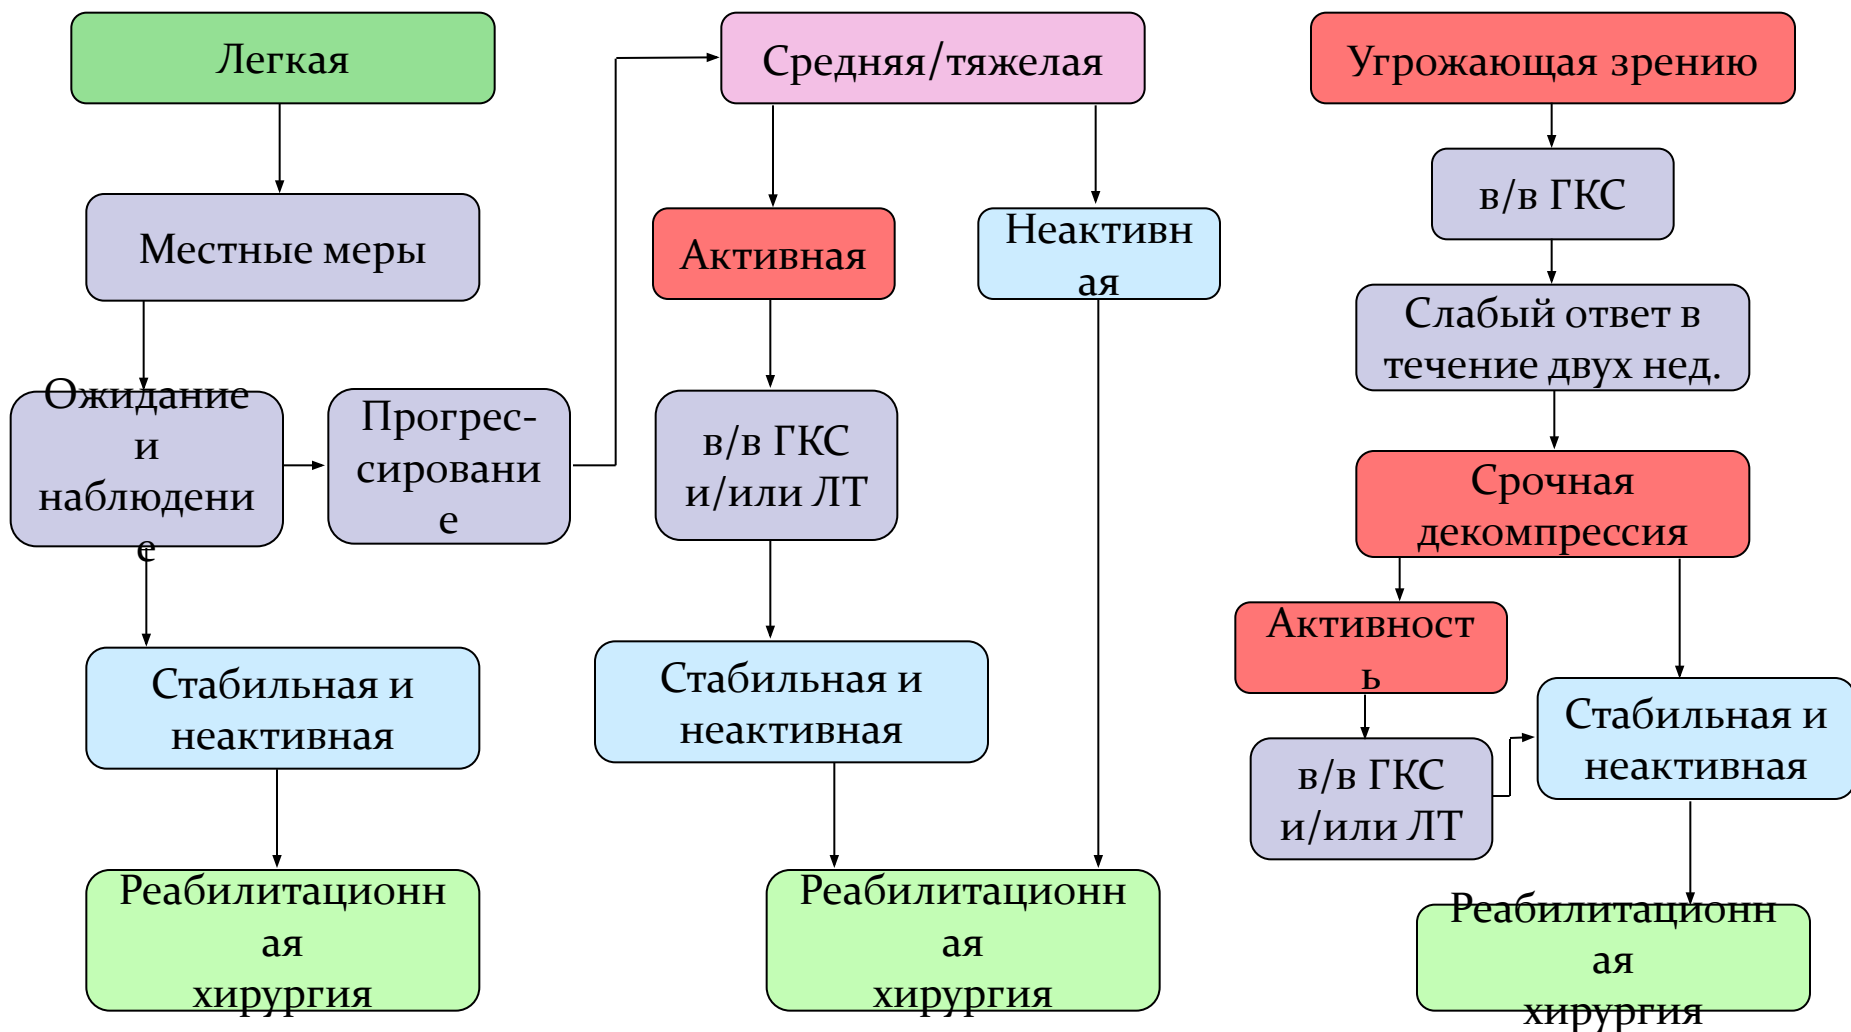 Легкая
Местные меры
Ожидание
и
наблюдени
е
Прогрес-
сировани
е
Стабильная и
неактивная
Реабилитационн
ая
хирургия
Средняя/тяжелая
Активная
Неактивн
ая
в/в ГКС
и/или ЛТ
Стабильная и
неактивная
Реабилитационн
ая
хирургия
Угрожающая зрению
в/в ГКС
Слабый ответ в
течение двух нед.
Срочная
декомпрессия
Активност
ь
в/в ГКС
и/или ЛТ
Стабильная и
неактивная
Реабилитационн
ая
хирургия